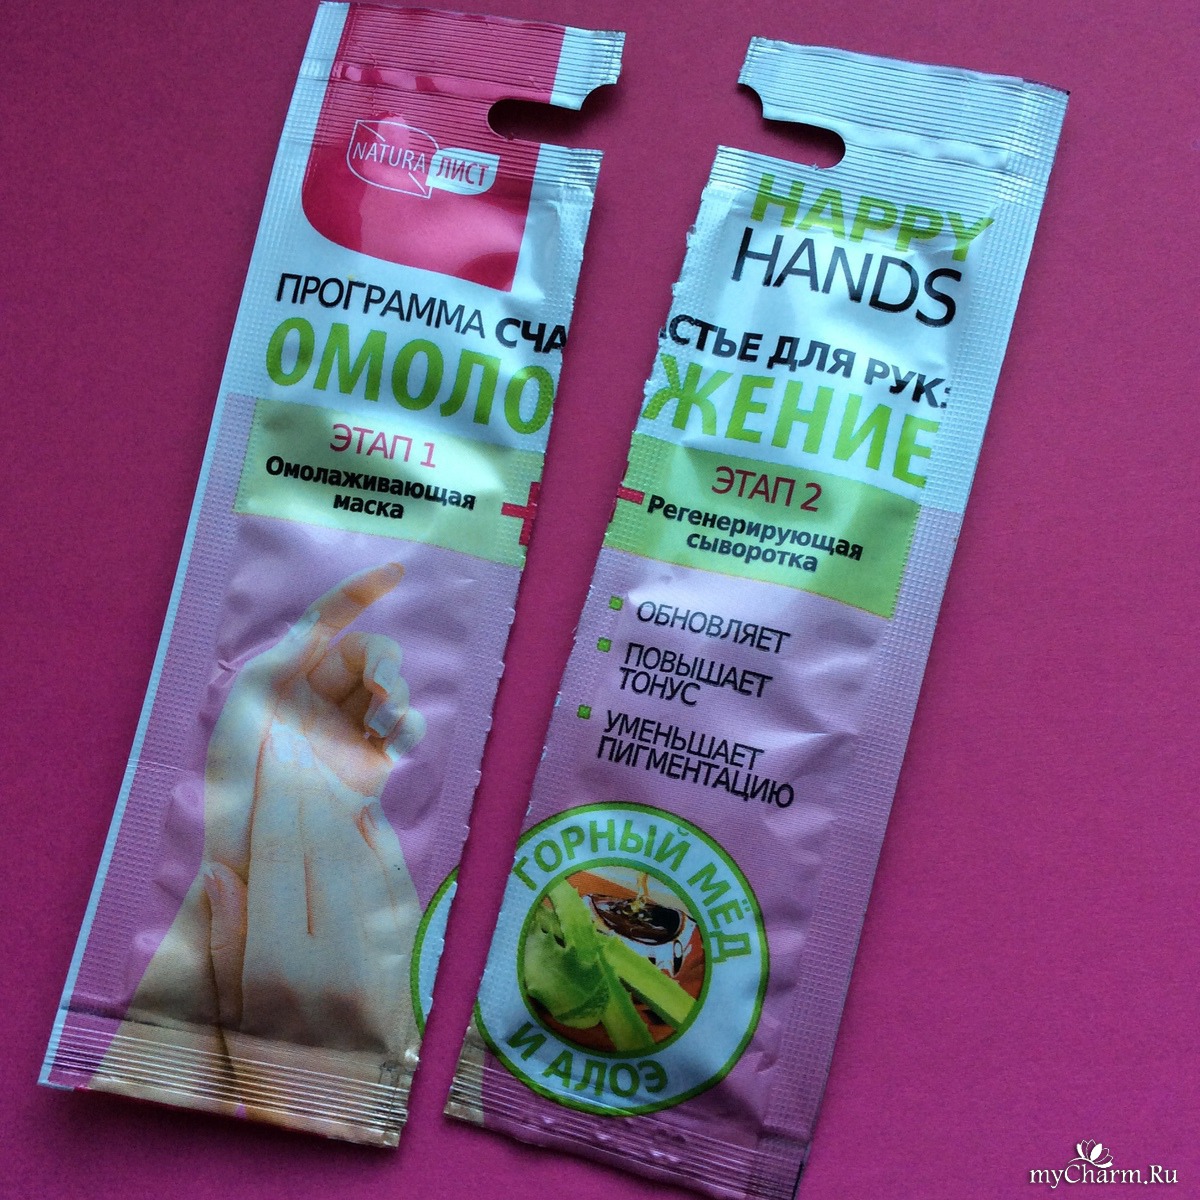 NATURA ЛИСТ
ПРОГРАММА СЧА
ОМОЛО
ЭТАП 1
Омолаживающая
маска
+
HAPPY
HANDS
СТЬЕ ДЛЯ РУК:
ЖЕНИЕ
ЭТАП 2
Регенерирующая
сыворотка
ОБНОВЛЯЕТ
ПОВЫШАЕТ
ТОНУС
УМЕНЬШАЕТ
ПИГМЕНТАЦИЮ
ГОРНЫЙ МЁД
И АЛОЭ
myCharm.Ru